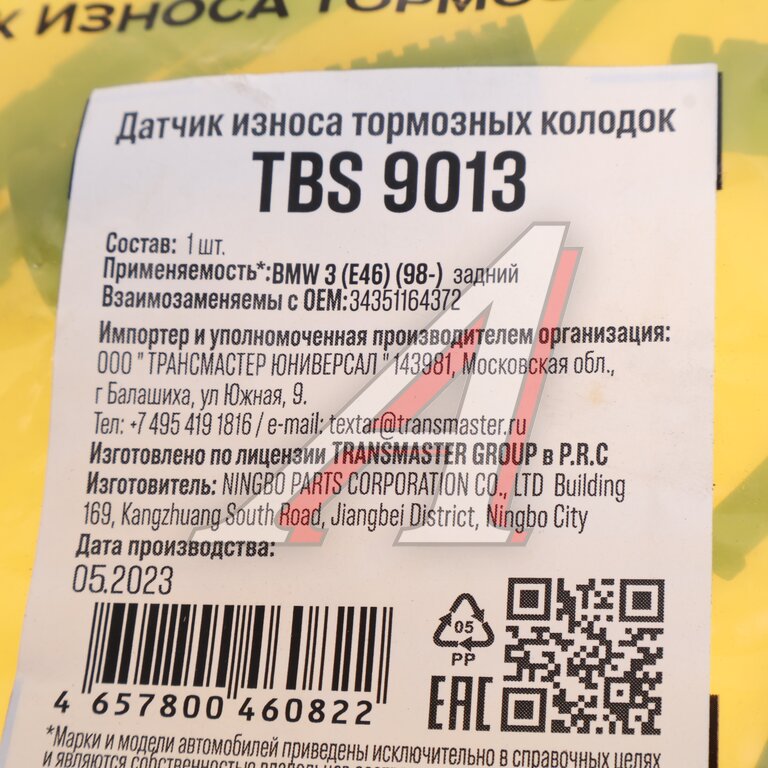 К ИЗНОСА ТОРМОЗ
Датчик износа тормозных колодок
TBS 9013
Состав: 1 шт.
Применяемость*: BMW 3 (E46) (98-) задний
Взаимозаменяемы с OEM: 34351164372
Импортер и уполномоченная производителем организация:
ООО " ТРАНСМАСТЕР ЮНИВЕРСАЛ " 143981, Московская обл.,
г Балашиха, ул Южная, 9.
Тел: +7 495 419 1816 / e-mail: textar@transmaster.ru
Изготовлено по лицензии TRANSMASTER GROUP в P.R.C
Изготовитель: NINGBO PARTS CORPORATION CO., LTD Building
169, Kangzhuang South Road, Jiangbei District, Ningbo City
Дата производства:
05.2023
05
PP
EAC
4 657800 460822
*Марки и модели автомобилей приведены исключительно в справочных целях
и являются собственностью